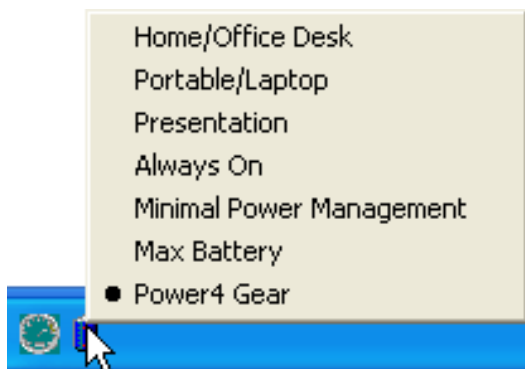 Home/Office Desk
Portable/Laptop
Presentation
Always On
Minimal Power Management
Max Battery
Power4 Gear